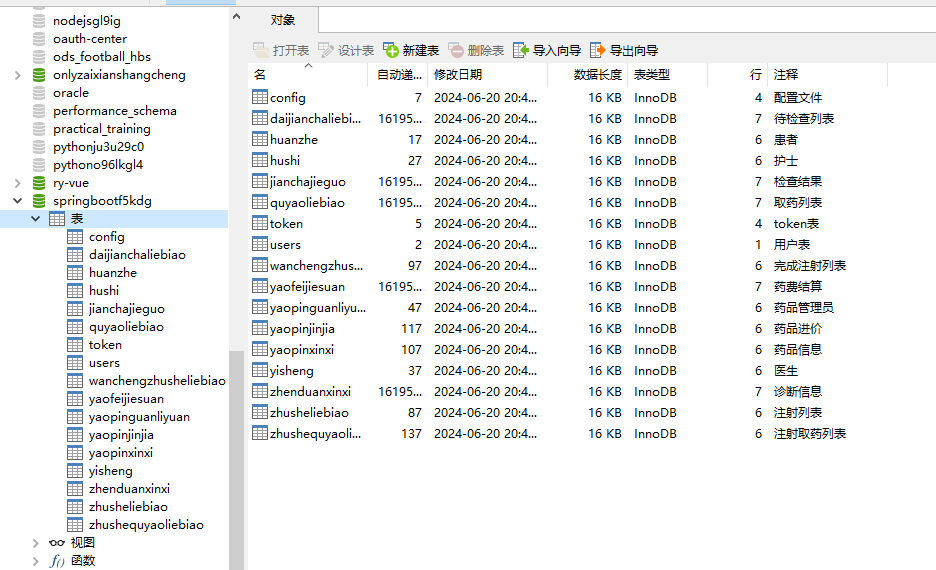 nodejsgl9ig
oauth-center
ods_football_hbs
onlyzaixianshangcheng
oracle
performance_schema
practical_training
pythonju3u29c0
pythono96lkgl4
ry-vue
springbootf5kdg
表
config
daijianchaliebiao
huanzhe
hushi
jianchajieguo
quyaoliebiao
token
users
wanchengzhusheliebiao
yaofeijiesuan
yaopinguanliyuan
yaopinjinjia
yaopinxinxi
yisheng
zhenduanxinxi
zhusheliebiao
zhushequyaoliebiao
视图
函数
对象
打开表 设计表 新建表 删除表 导入向导 导出向导
名 自动递... 修改日期 数据长度 表类型 行 注释
config 7 2024-06-20 20:4... 16 KB InnoDB 4 配置文件
daijianchaliebi... 16195... 2024-06-20 20:4... 16 KB InnoDB 7 待检查列表
huanzhe 17 2024-06-20 20:4... 16 KB InnoDB 6 患者
hushi 27 2024-06-20 20:4... 16 KB InnoDB 6 护士
jianchajieguo 16195... 2024-06-20 20:4... 16 KB InnoDB 7 检查结果
quyaoliebiao 16195... 2024-06-20 20:4... 16 KB InnoDB 7 取药列表
token 5 2024-06-20 20:4... 16 KB InnoDB 4 token表
users 2 2024-06-20 20:4... 16 KB InnoDB 1 用户表
wanchengzhus... 97 2024-06-20 20:4... 16 KB InnoDB 6 完成注射列表
yaofeijiesuan 16195... 2024-06-20 20:4... 16 KB InnoDB 7 药费结算
yaopinguanliyu... 47 2024-06-20 20:4... 16 KB InnoDB 6 药品管理员
yaopinjinjia 117 2024-06-20 20:4... 16 KB InnoDB 6 药品进价
yaopinxinxi 107 2024-06-20 20:4... 16 KB InnoDB 6 药品信息
yisheng 37 2024-06-20 20:4... 16 KB InnoDB 6 医生
zhenduanxinxi 16195... 2024-06-20 20:4... 16 KB InnoDB 7 诊断信息
zhusheliebiao 87 2024-06-20 20:4... 16 KB InnoDB 6 注射列表
zhushequyaoli... 137 2024-06-20 20:4... 16 KB InnoDB 6 注射取药列表